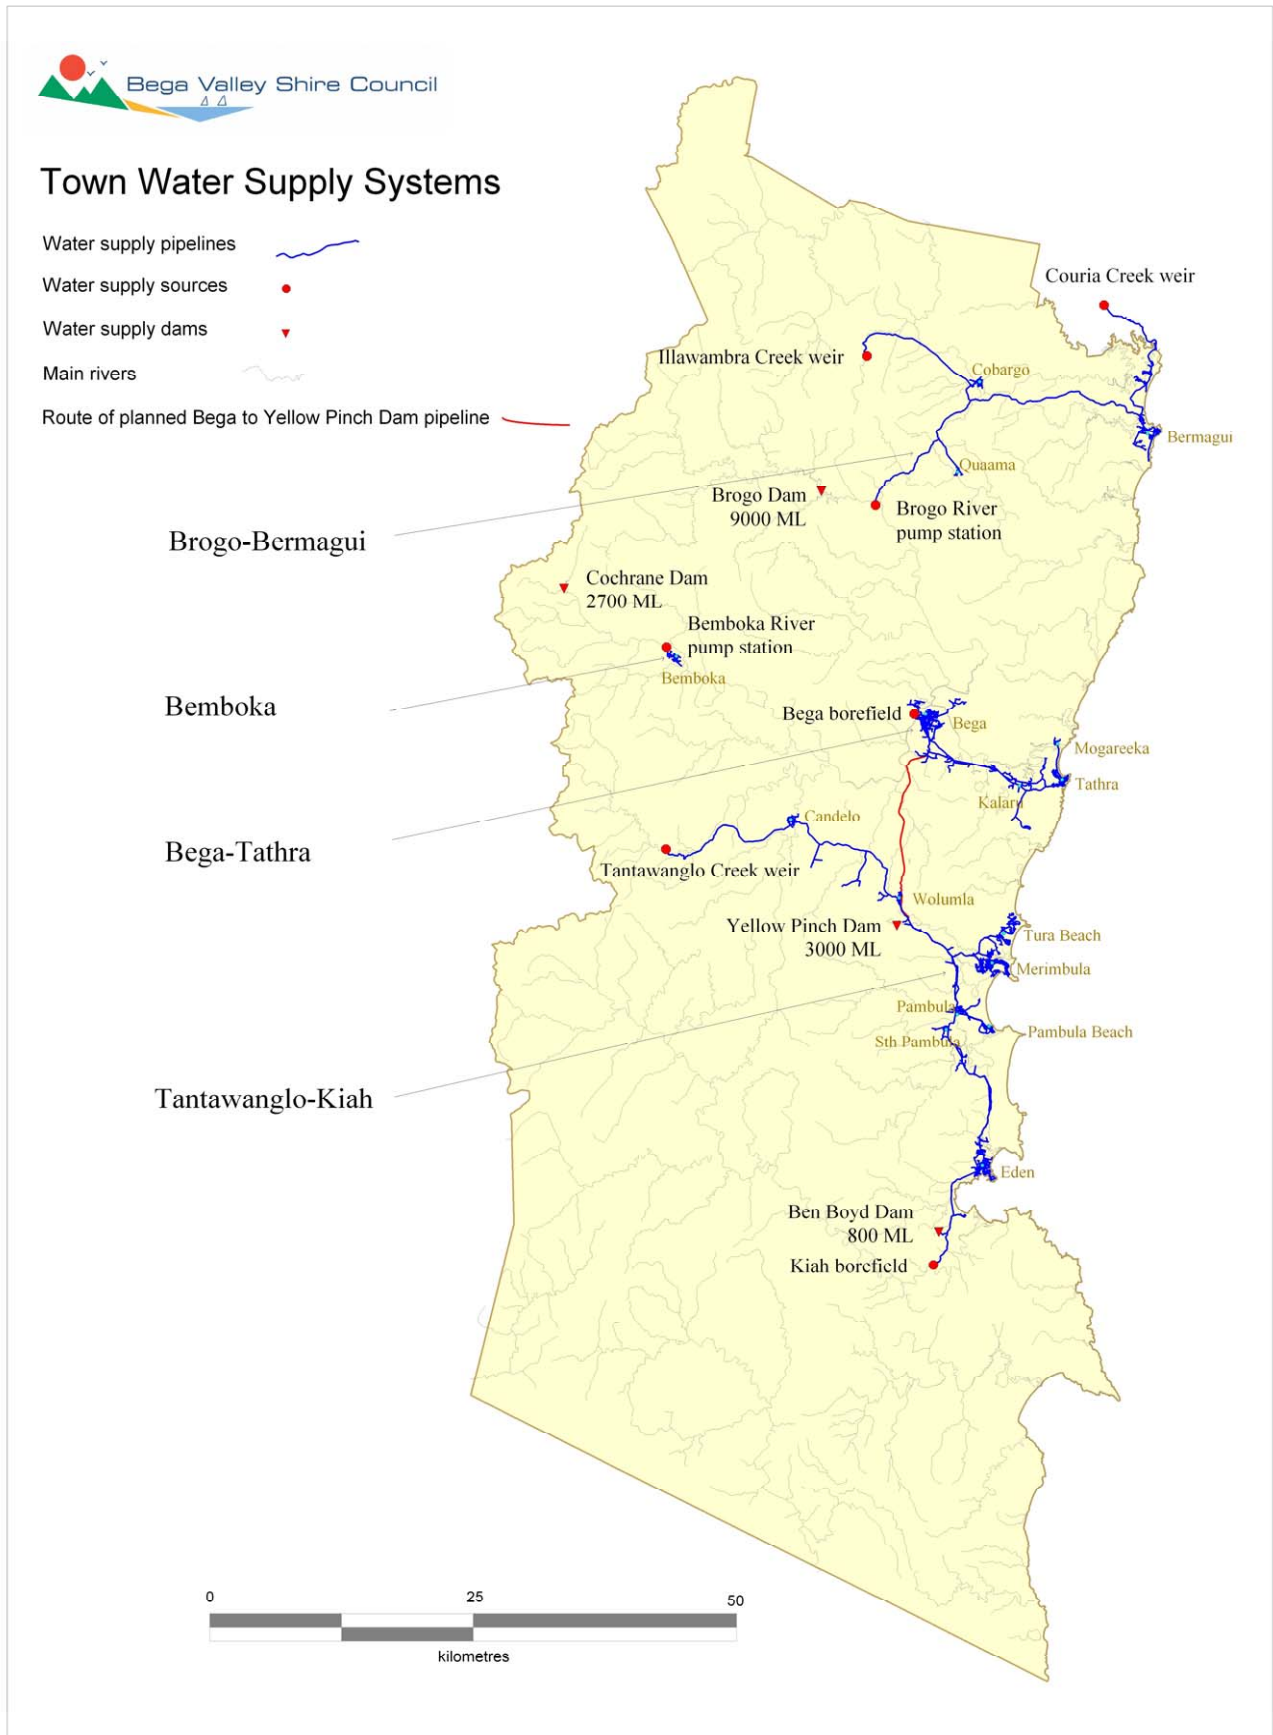 Bega Valley Shire Council
Town Water Supply Systems
Water supply pipelines
Water supply sources
Water supply dams
Main rivers
Route of planned Bega to Yellow Pinch Dam pipeline
Couria Creek weir
Illawambra Creek weir
Cobargo
Bermagui
Quaama
Brogo Dam
9000 ML
Brogo River
pump station
Brogo-Bermagui
Cochrane Dam
2700 ML
Bemboka River
pump station
Bemboka
Bemboka
Bega borefield
Bega
Mogareeka
Tathra
Kalaru
Candelo
Bega-Tathra
Tantawanglo Creek weir
Wolumla
Yellow Pinch Dam
3000 ML
Tura Beach
Merimbula
Pambula
Pambula Beach
Sth Pambula
Tantawanglo-Kiah
Eden
Ben Boyd Dam
800 ML
Kiah borefield
0
25
50
kilometres